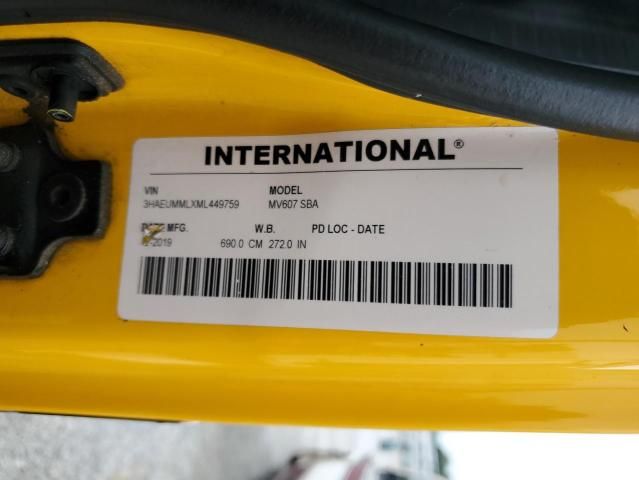 INTERNATIONAL®
VIN MODEL
3HAEUMMLXML449759 MV607 SBA
MFG. W.B. PD LOC - DATE
-2019 690.0 CM 272.0 IN